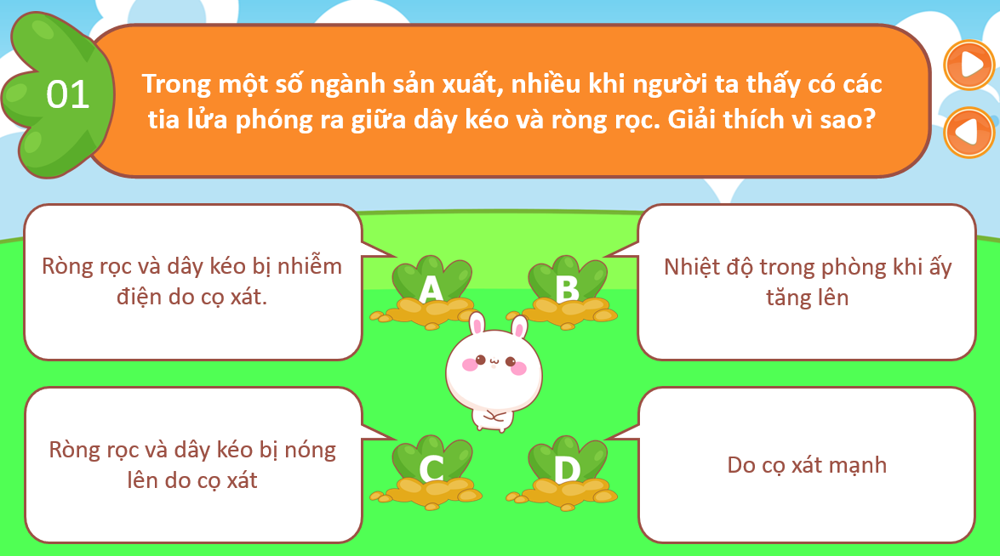 01
Trong một số ngành sản xuất, nhiều khi người ta thấy có các
tia lửa phóng ra giữa dây kéo và ròng rọc. Giải thích vì sao?
Ròng rọc và dây kéo bị nhiễm
điện do cọ xát.
A
B
Nhiệt độ trong phòng khi ấy
tăng lên
Ròng rọc và dây kéo bị nóng
lên do cọ xát
C
D
Do cọ xát mạnh